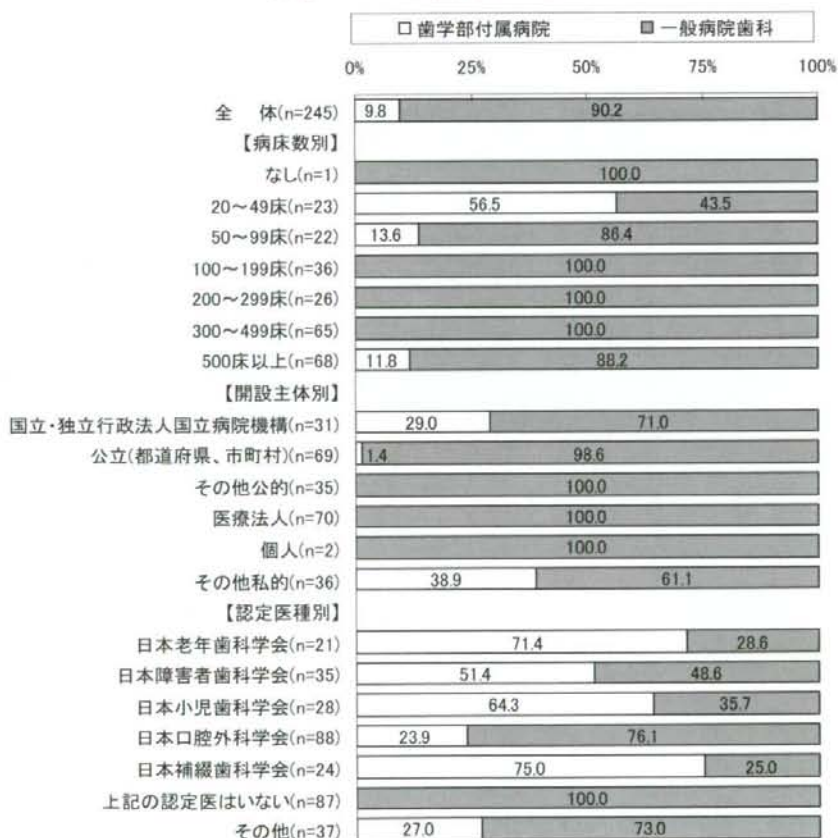 歯学部付属病院 一般病院歯科
0% 25% 50% 75% 100%
全 体(n=245) 9.8 90.2
【病床数別】
なし(n=1) 100.0
20～49床(n=23) 56.5 43.5
50～99床(n=22) 13.6 86.4
100～199床(n=36) 100.0
200～299床(n=26) 100.0
300～499床(n=65) 100.0
500床以上(n=68) 11.8 88.2
【開設主体別】
国立・独立行政法人国立病院機構(n=31) 29.0 71.0
公立(都道府県、市町村)(n=69) 1.4 98.6
その他公的(n=35) 100.0
医療法人(n=70) 100.0
個人(n=2) 100.0
その他私的(n=36) 38.9 61.1
【認定医種別】
日本老年歯科学会(n=21) 71.4 28.6
日本障害者歯科学会(n=35) 51.4 48.6
日本小児歯科学会(n=28) 64.3 35.7
日本口腔外科学会(n=88) 23.9 76.1
日本補綴歯科学会(n=24) 75.0 25.0
上記の認定医はいない(n=87) 100.0
その他(n=37) 27.0 73.0